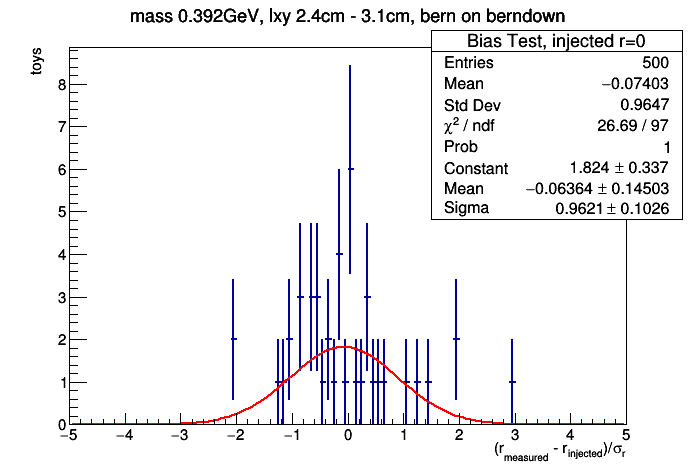 mass 0.392GeV, lxy 2.4cm - 3.1cm, bern on berndown
Bias Test, injected r=0
Entries 500
Mean −0.07403
Std Dev 0.9647
χ² / ndf 26.69 / 97
Prob 1
Constant 1.824 ± 0.337
Mean −0.06364 ± 0.14503
Sigma 0.9621 ± 0.1026
toys
8
7
6
5
4
3
2
1
0
−5 −4 −3 −2 −1 0 1 2 3 4 5
(r_measured - r_injected)/σ_r